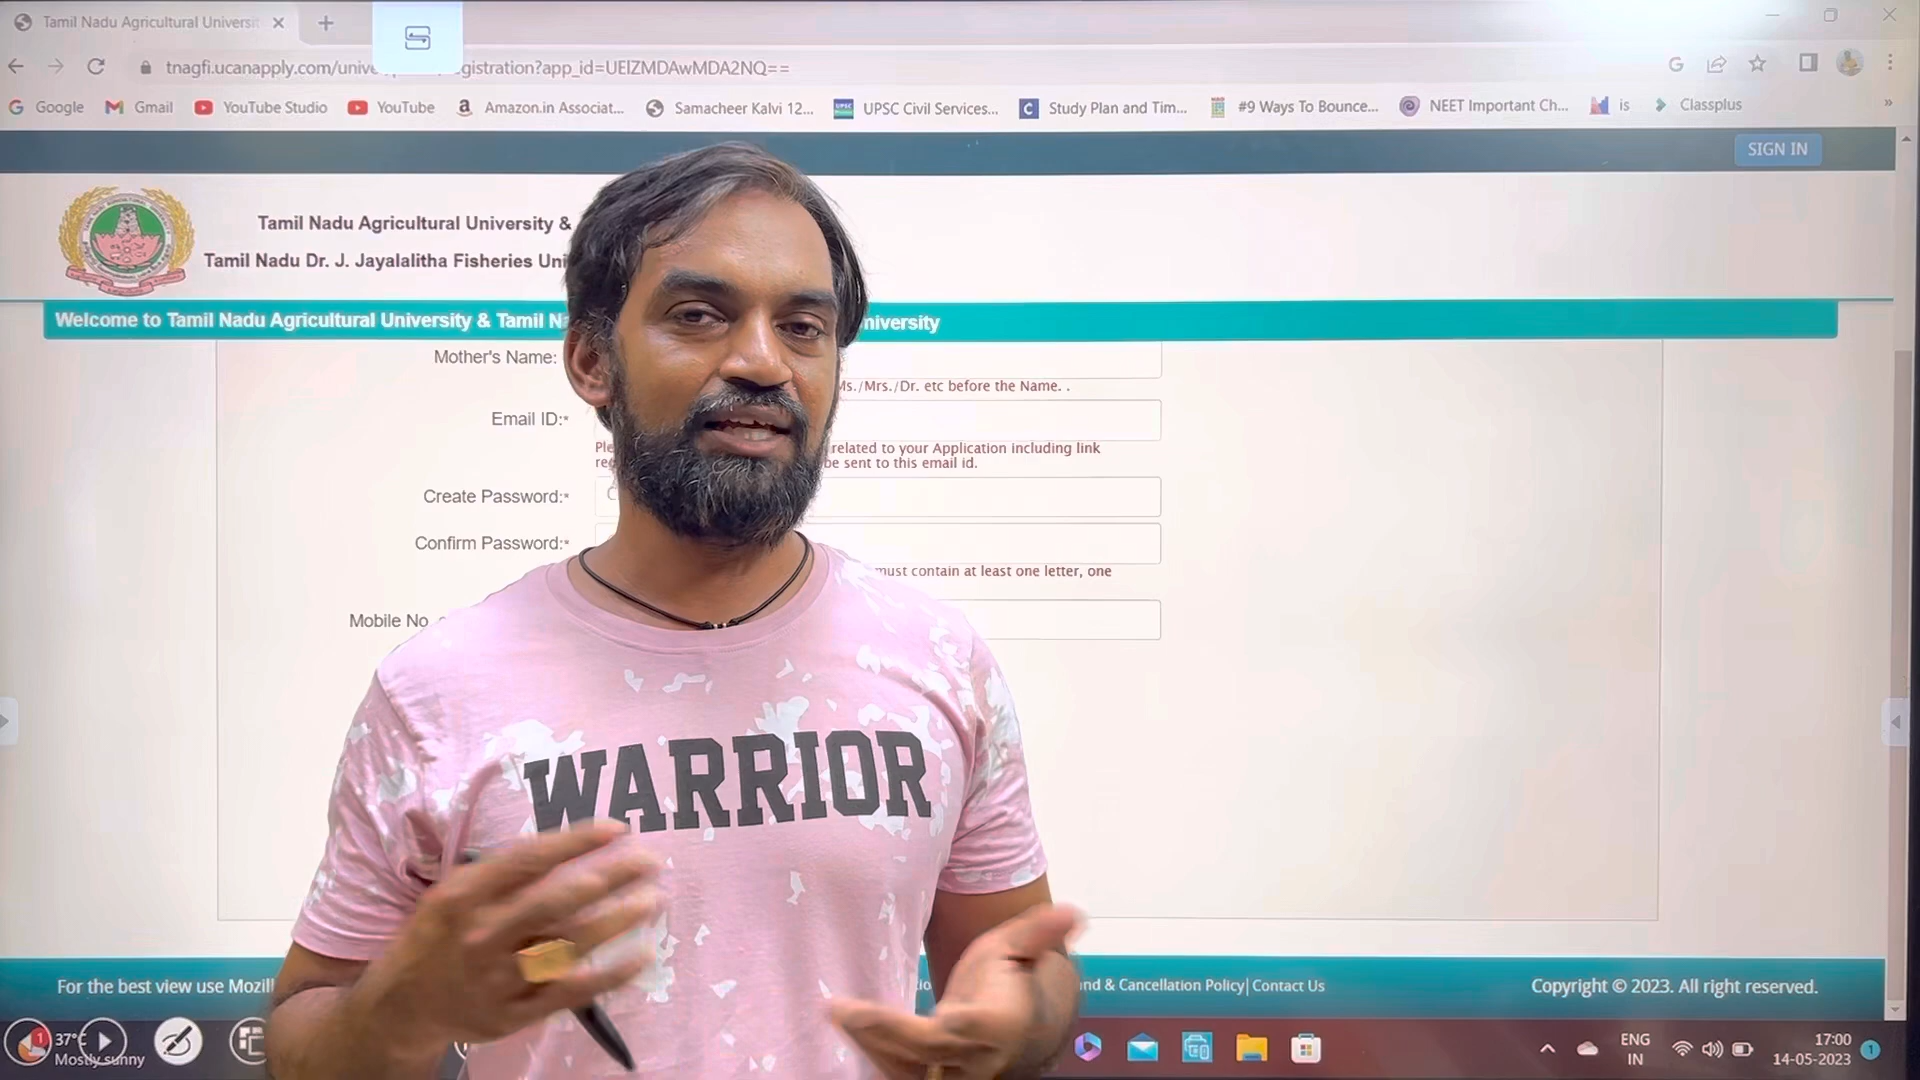 Tamil Nadu Agricultural Universit
tnagfi.ucanapply.com/unive gistration?app_id=UElZMDAwMDA2NQ==
Google Gmail YouTube Studio YouTube Amazon.in Associat... Samacheer Kalvi 12... UPSC Civil Services... Study Plan and Tim... #9 Ways To Bounce... NEET Important Ch... is Classplus »
SIGN IN
Tamil Nadu Agricultural University &
Tamil Nadu Dr. J. Jayalalitha Fisheries Uni
Welcome to Tamil Nadu Agricultural University & Tamil Na niversity
Mother's Name:
Ms./Mrs./Dr. etc before the Name. .
Email ID:*
Ple related to your Application including link
be sent to this email id.
Create Password:*
Confirm Password:*
must contain at least one letter, one
Mobile No
WARRIOR
For the best view use Mozill nd & Cancellation Policy| Contact Us Copyright © 2023. All right reserved.
1 37°C
Mostly sunny
ENG
IN
17:00
14-05-2023
1